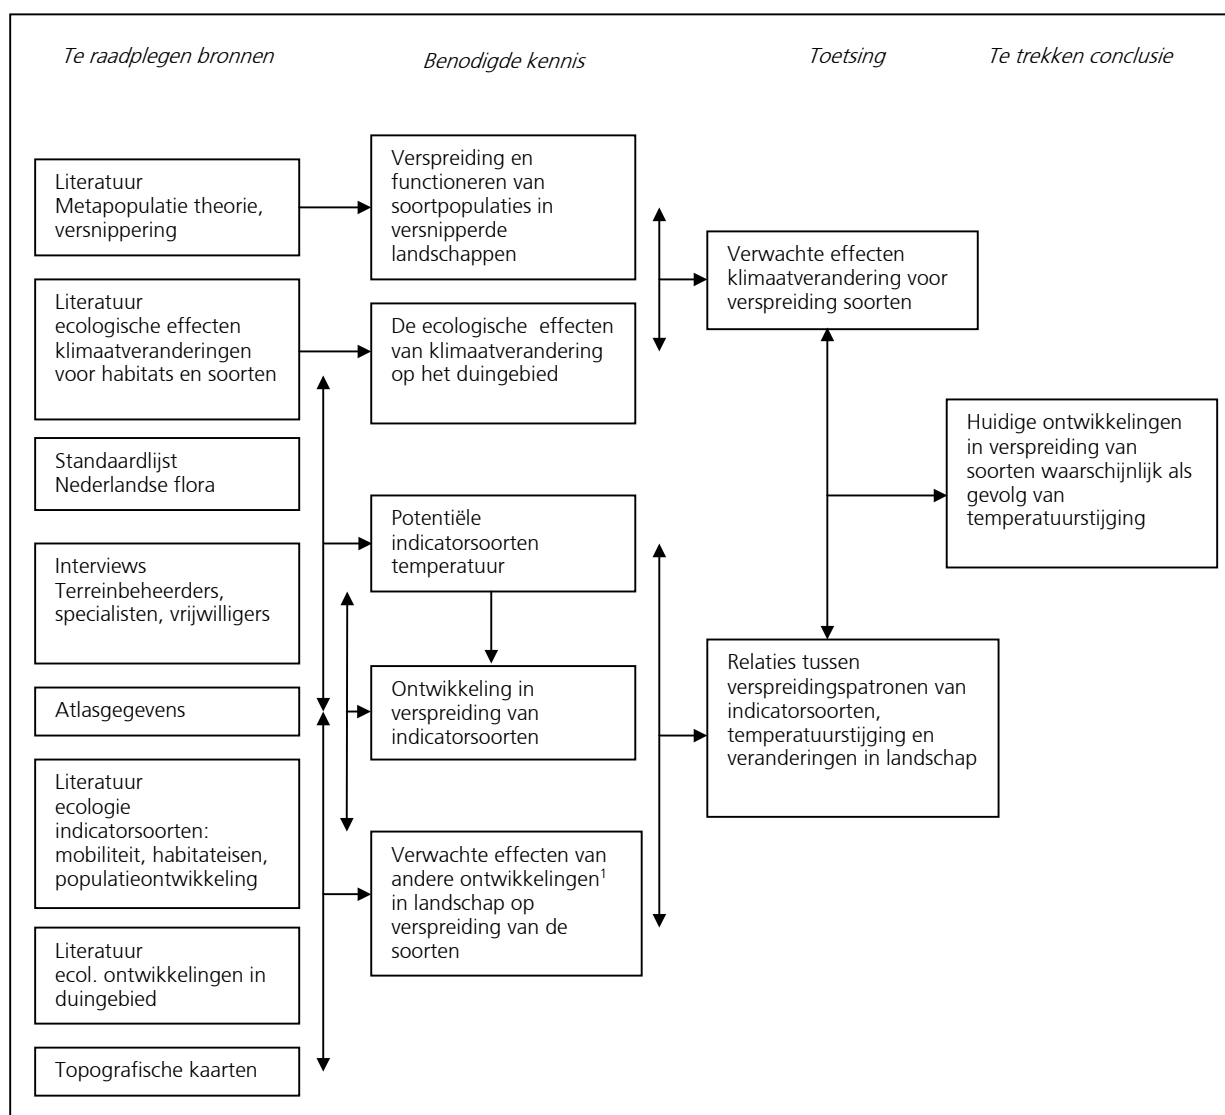 Te raadplegen bronnen
Benodigde kennis
Toetsing
Te trekken conclusie
Literatuur
Metapopulatie theorie,
versnippering
Literatuur
ecologische effecten
klimaatveranderingen
voor habitats en soorten
Standaardlijst
Nederlandse flora
Interviews
Terreinbeheerders,
specialisten, vrijwilligers
Atlasgegevens
Literatuur
ecologie
indicatorsoorten:
mobiliteit, habitateisen,
populatieontwikkeling
Literatuur
ecol. ontwikkelingen in
duingebied
Topografische kaarten
Verspreiding en
functioneren van
soortpopulaties in
versnipperde
landschappen
De ecologische effecten
van klimaatverandering
op het duingebied
Potentiële
indicatorsoorten
temperatuur
Ontwikkeling in
verspreiding van
indicatorsoorten
Verwachte effecten van
andere ontwikkelingen¹
in landschap op
verspreiding van de
soorten
Verwachte effecten
klimaatverandering voor
verspreiding soorten
Relaties tussen
verspreidingspatronen van
indicatorsoorten,
temperatuurstijging en
veranderingen in landschap
Huidige ontwikkelingen
in verspreiding van
soorten waarschijnlijk als
gevolg van
temperatuurstijging